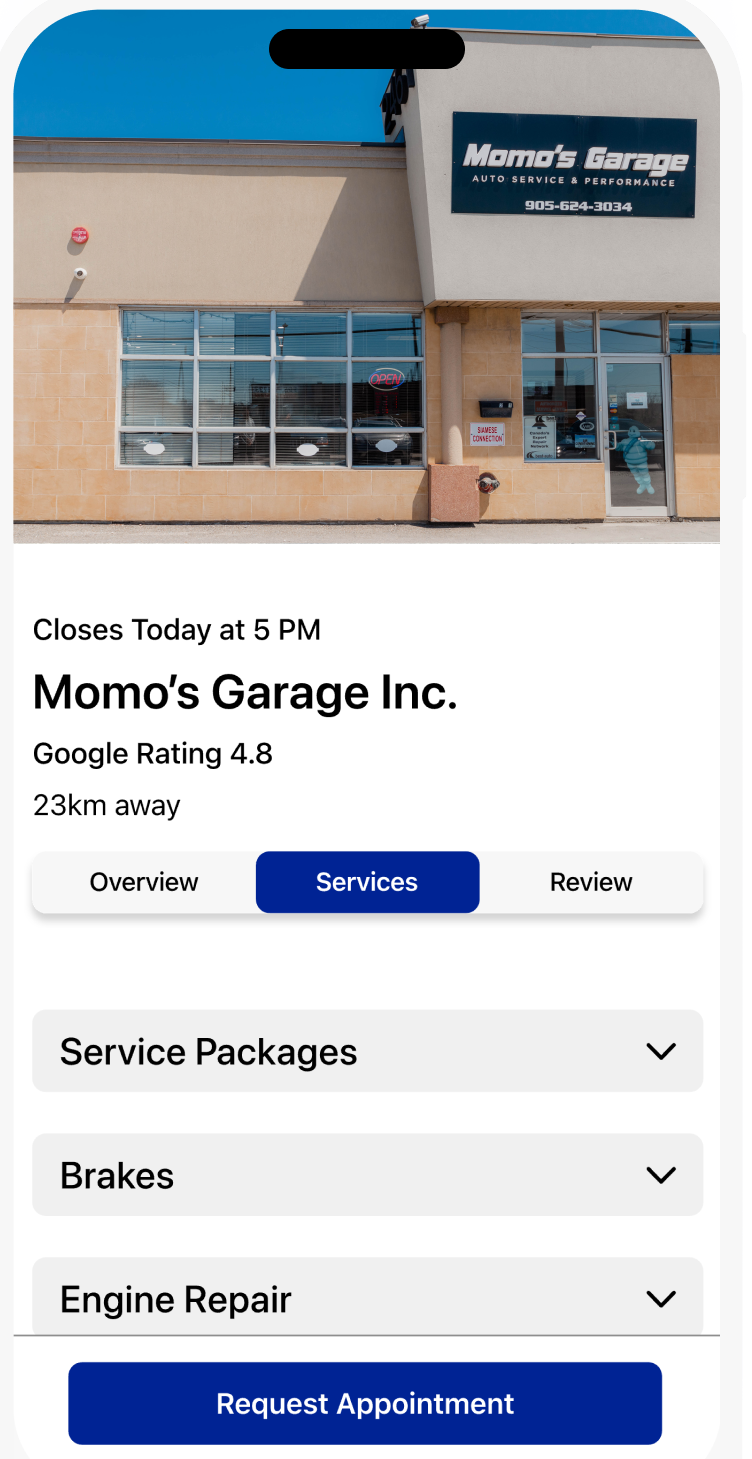 Momo's Garage
AUTO SERVICE & PERFORMANCE
905-624-3034
OPEN
SIAMESE
CONNECTION
Closes Today at 5 PM
Momo’s Garage Inc.
Google Rating 4.8
23km away
Overview
Services
Review
Service Packages
Brakes
Engine Repair
Request Appointment